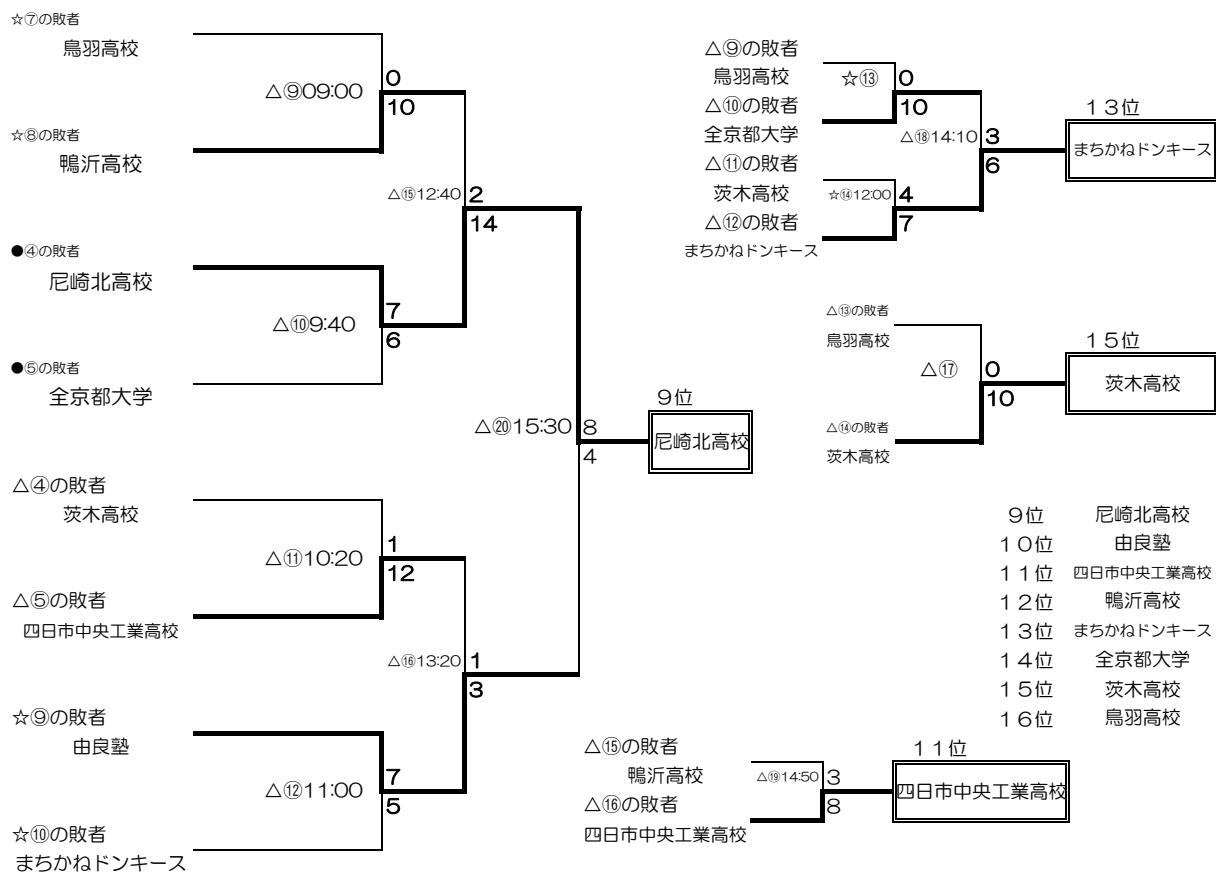 ☆⑦の敗者
鳥羽高校
△⑨09:00
0
10
☆⑧の敗者
鴨沂高校
△⑮12:40
2
14
●④の敗者
尼崎北高校
△⑩9:40
7
6
●⑤の敗者
全京都大学
△⑳15:30
8
4
9位
尼崎北高校
△④の敗者
茨木高校
△⑪10:20
1
12
△⑤の敗者
四日市中央工業高校
△⑯13:20
1
3
☆⑨の敗者
由良塾
△⑫11:00
7
5
☆⑩の敗者
まちかねドンキース
△⑨の敗者
鳥羽高校
☆⑬
0
10
△⑩の敗者
全京都大学
△⑱14:10
3
6
13位
まちかねドンキース
△⑪の敗者
茨木高校
☆⑭12:00
4
7
△⑫の敗者
まちかねドンキース
△⑬の敗者
鳥羽高校
△⑰
0
10
15位
茨木高校
△⑭の敗者
茨木高校
9位 尼崎北高校
10位 由良塾
11位 四日市中央工業高校
12位 鴨沂高校
13位 まちかねドンキース
14位 全京都大学
15位 茨木高校
16位 鳥羽高校
△⑮の敗者
鴨沂高校
△⑲14:50
3
8
11位
四日市中央工業高校
△⑯の敗者
四日市中央工業高校